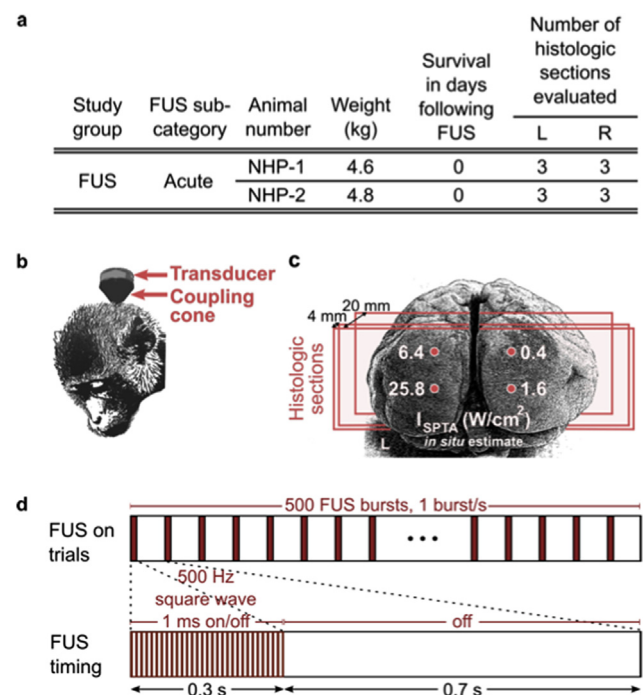 a
Study group
FUS sub-category
Animal number
Weight (kg)
Survival in days following FUS
Number of histologic sections evaluated
L R
FUS Acute
NHP-1 4.6 0 3 3
NHP-2 4.8 0 3 3
b
Transducer
Coupling
cone
c
20 mm
4 mm
Histologic
sections
6.4 0.4
25.8 1.6
I SPTA (W/cm²)
in situ estimate
L
d
500 FUS bursts, 1 burst/s
FUS on
trials
...
500 Hz
square wave
1 ms on/off off
FUS
timing
0.3 s 0.7 s